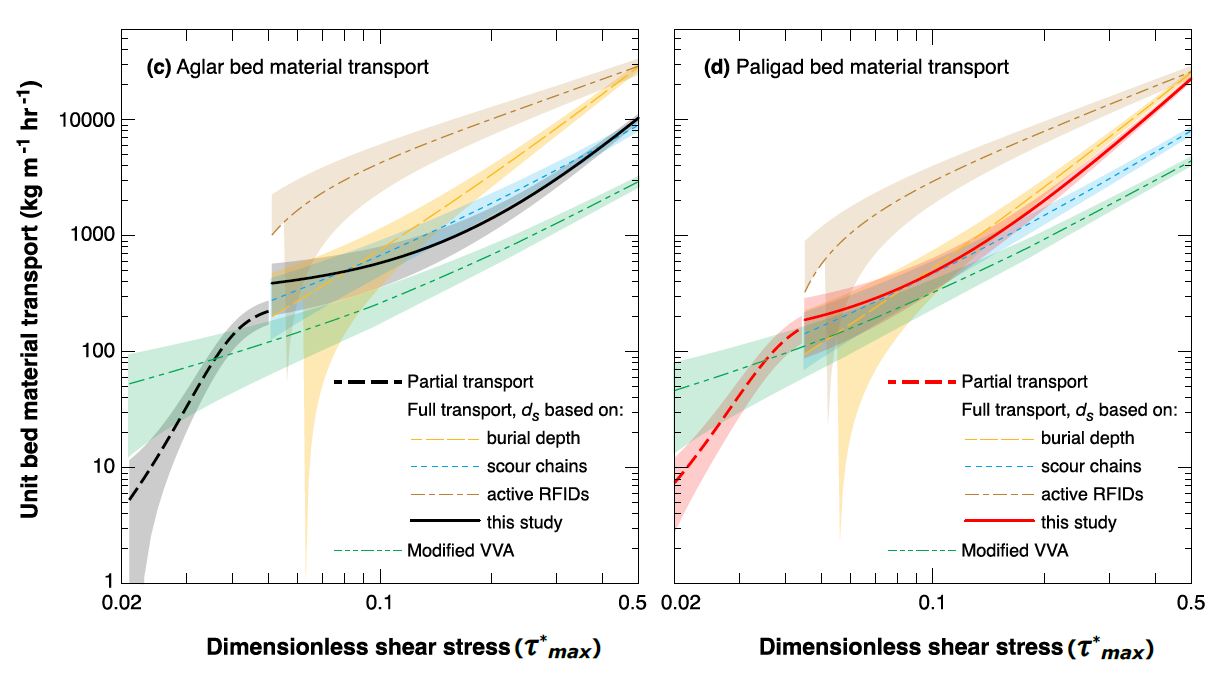 (c) Aglar bed material transport
(d) Paligad bed material transport
Unit bed material transport (kg m⁻¹ hr⁻¹)
10000
1000
100
10
1
Partial transport
Full transport, dₛ based on:
burial depth
scour chains
active RFIDs
this study
Modified VVA
Partial transport
Full transport, dₛ based on:
burial depth
scour chains
active RFIDs
this study
Modified VVA
0.02 0.1 0.5
0.02 0.1 0.5
Dimensionless shear stress (τ*max)
Dimensionless shear stress (τ*max)